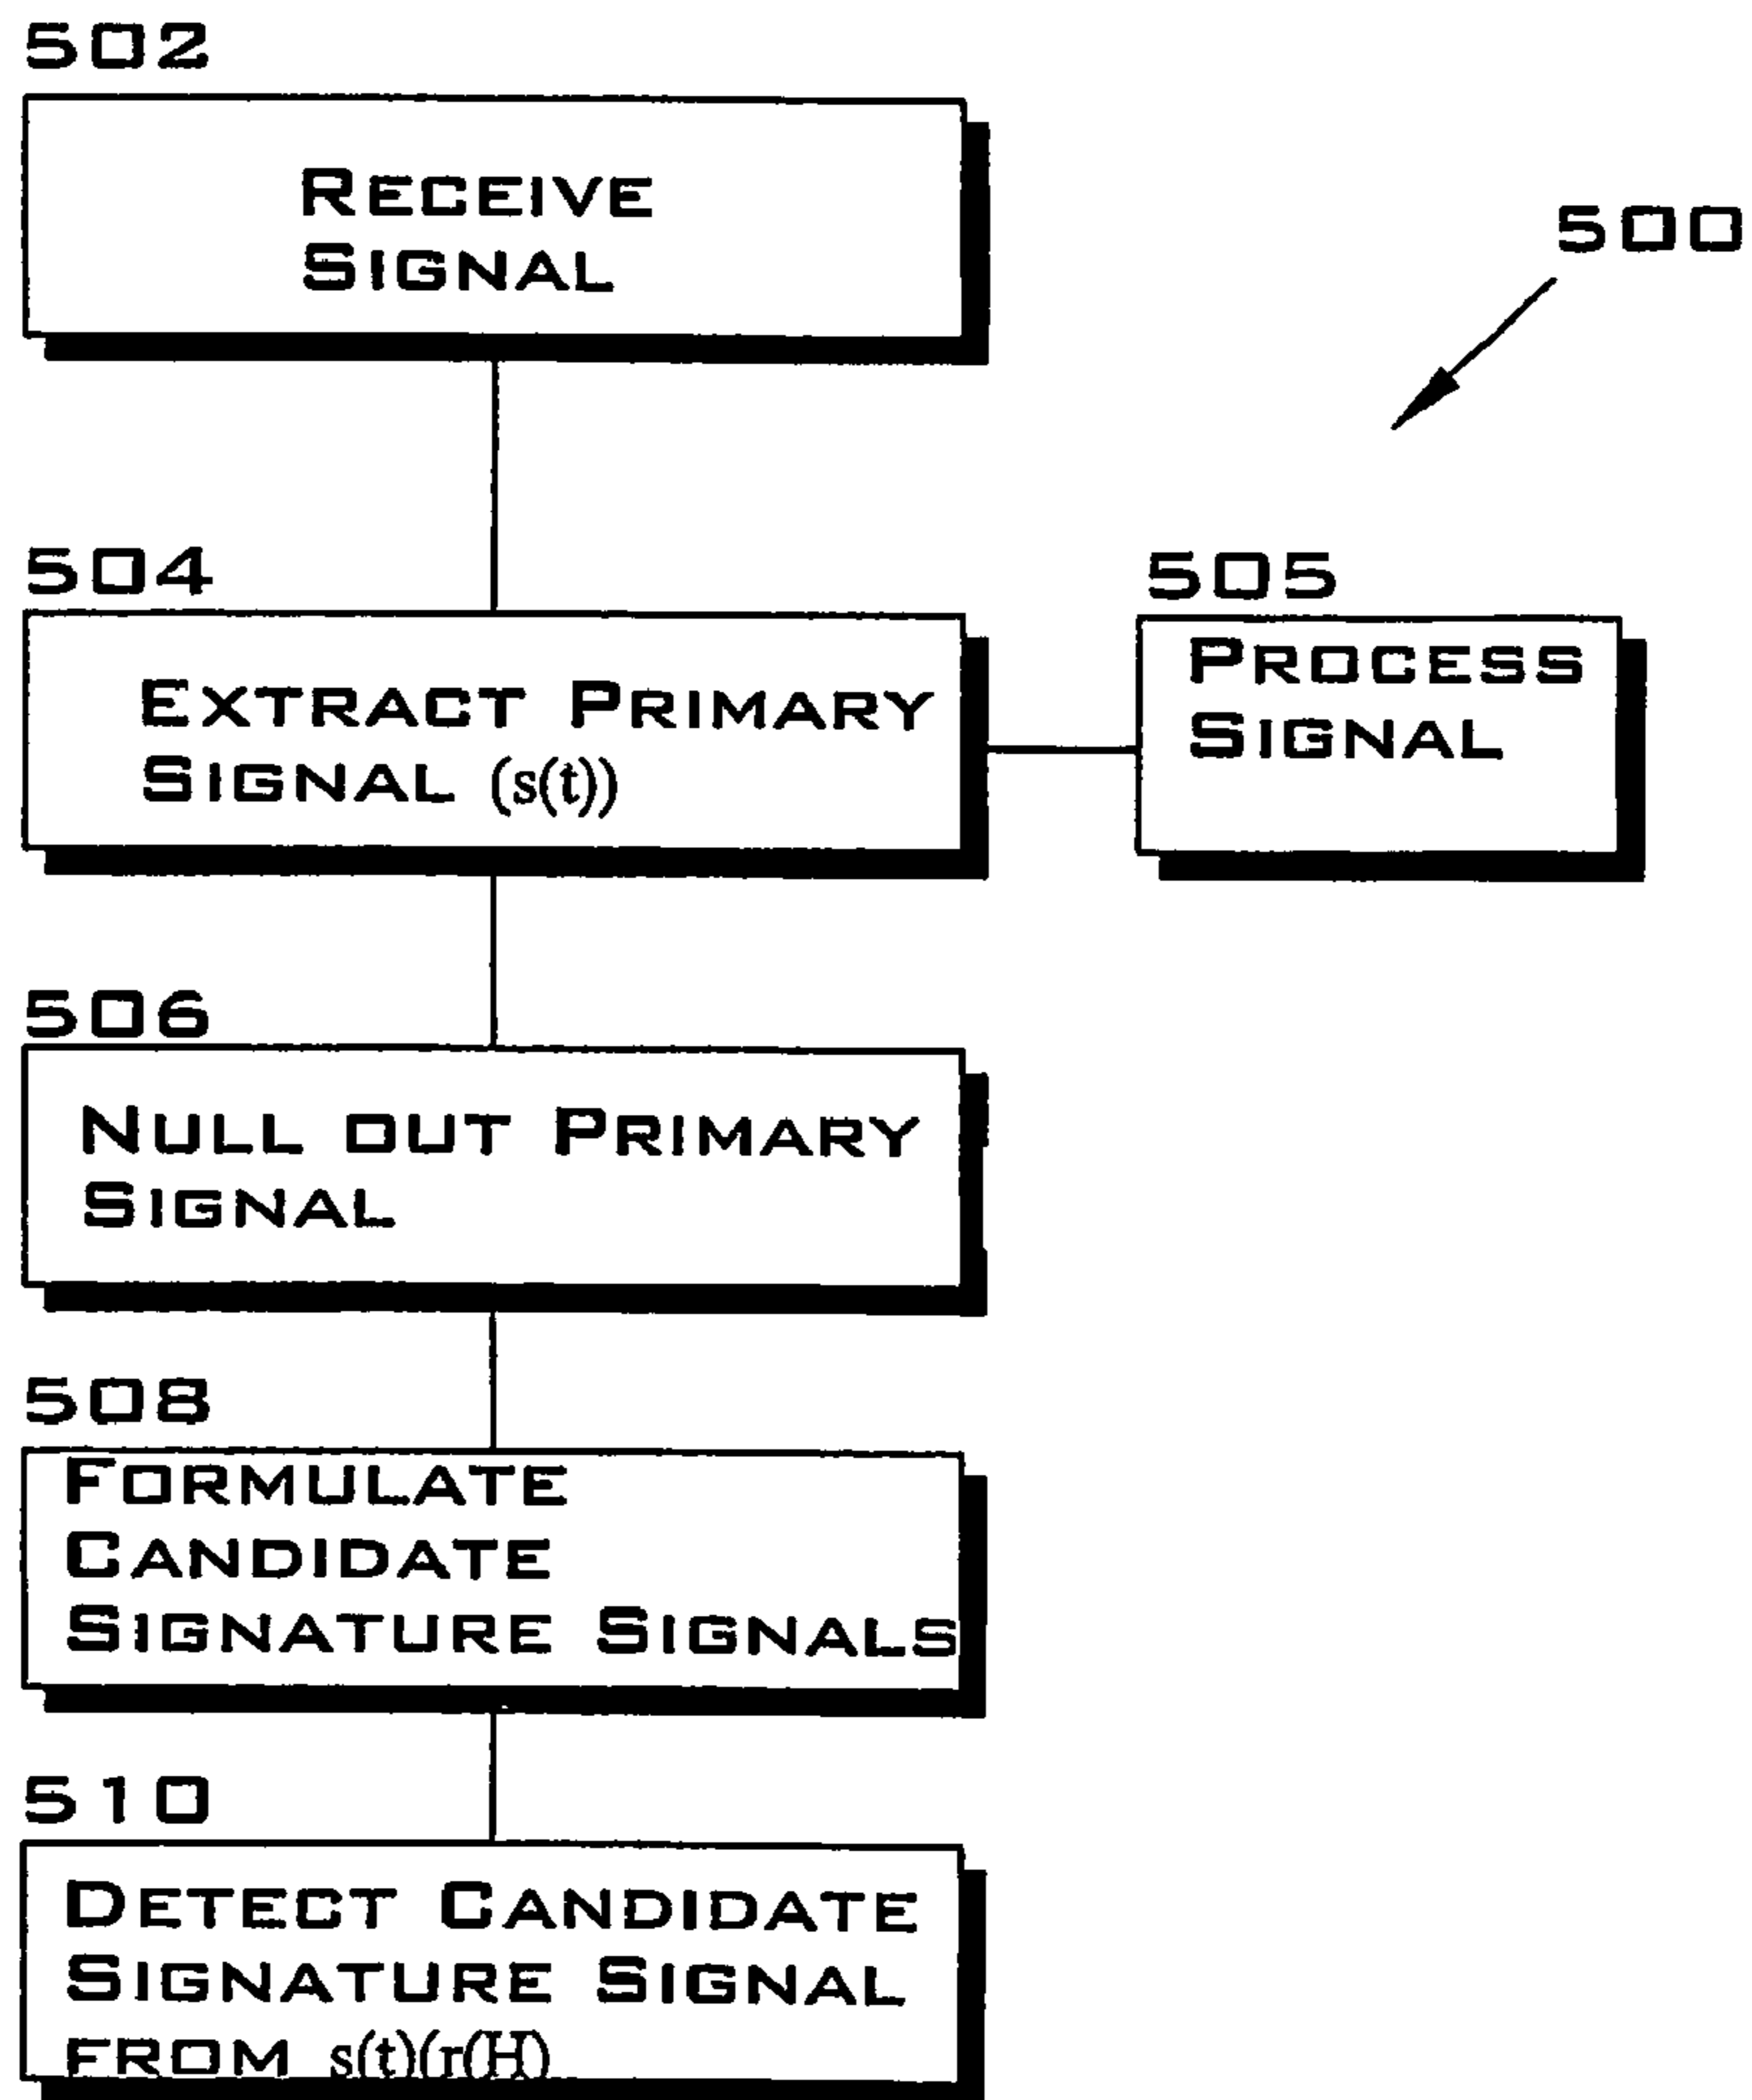 502
RECEIVE
SIGNAL
500
504
EXTRACT PRIMARY
SIGNAL (s(t))
505
PROCESS
SIGNAL
506
NULL OUT PRIMARY
SIGNAL
508
FORMULATE
CANDIDATE
SIGNATURE SIGNALS
510
DETECT CANDIDATE
SIGNATURE SIGNAL
FROM s(t)(r(H)